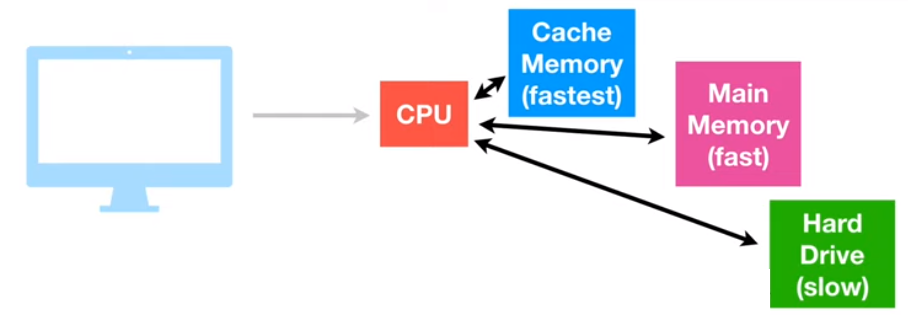 CPU
Cache
Memory
(fastest)
Main
Memory
(fast)
Hard
Drive
(slow)